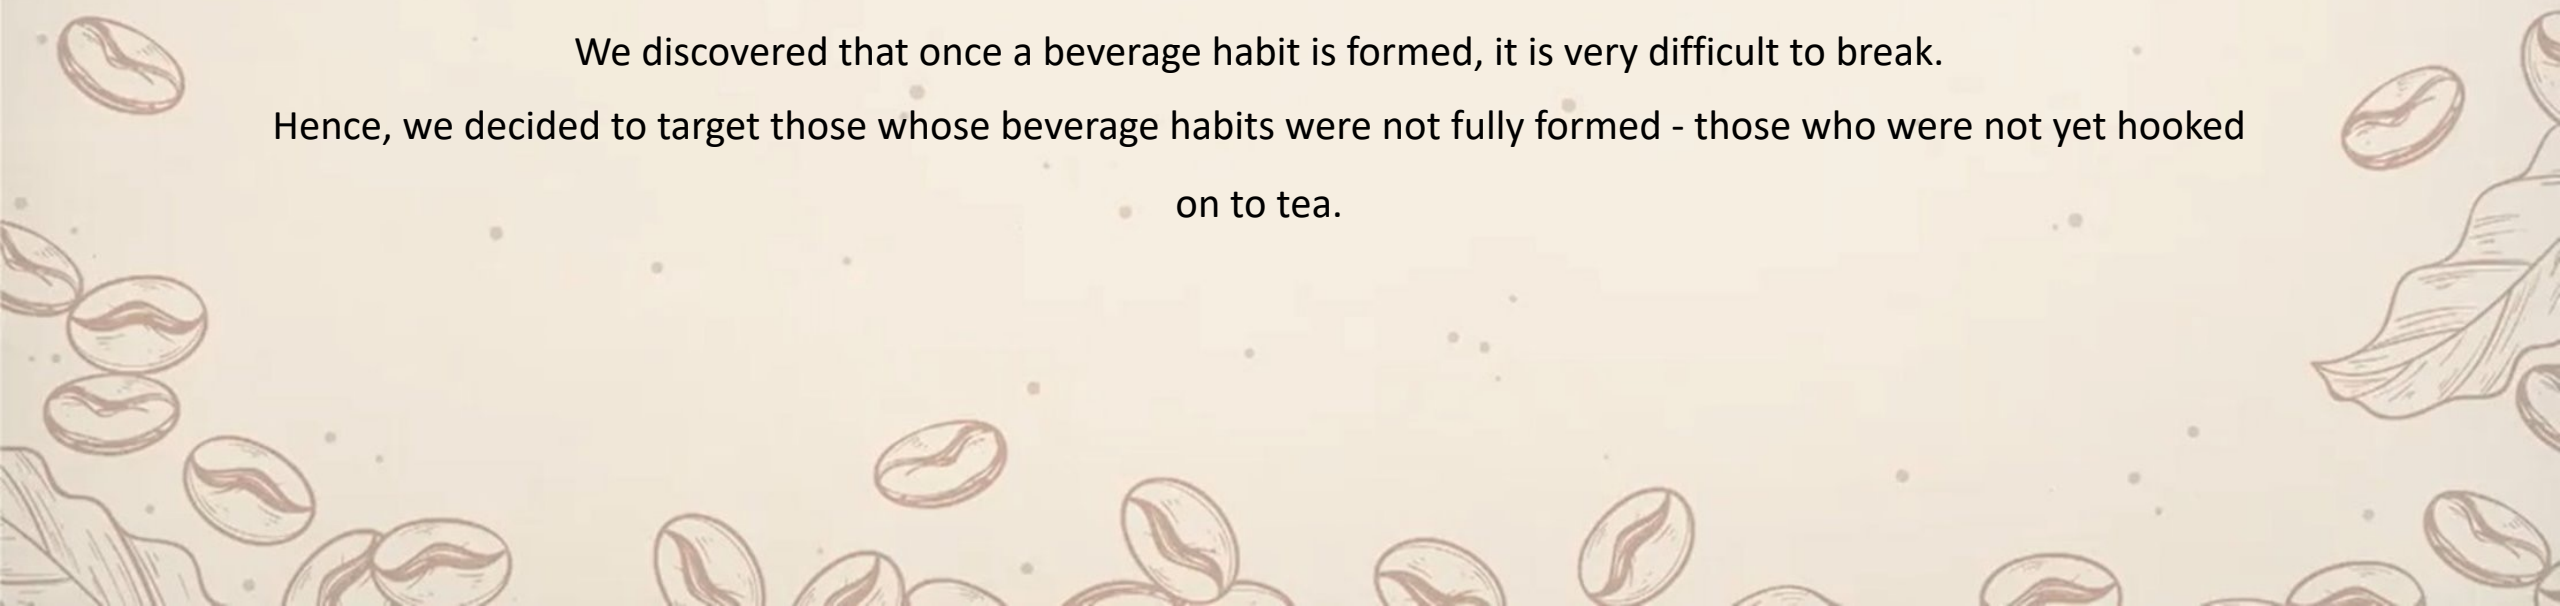 We discovered that once a beverage habit is formed, it is very difficult to break.
Hence, we decided to target those whose beverage habits were not fully formed - those who were not yet hooked
on to tea.